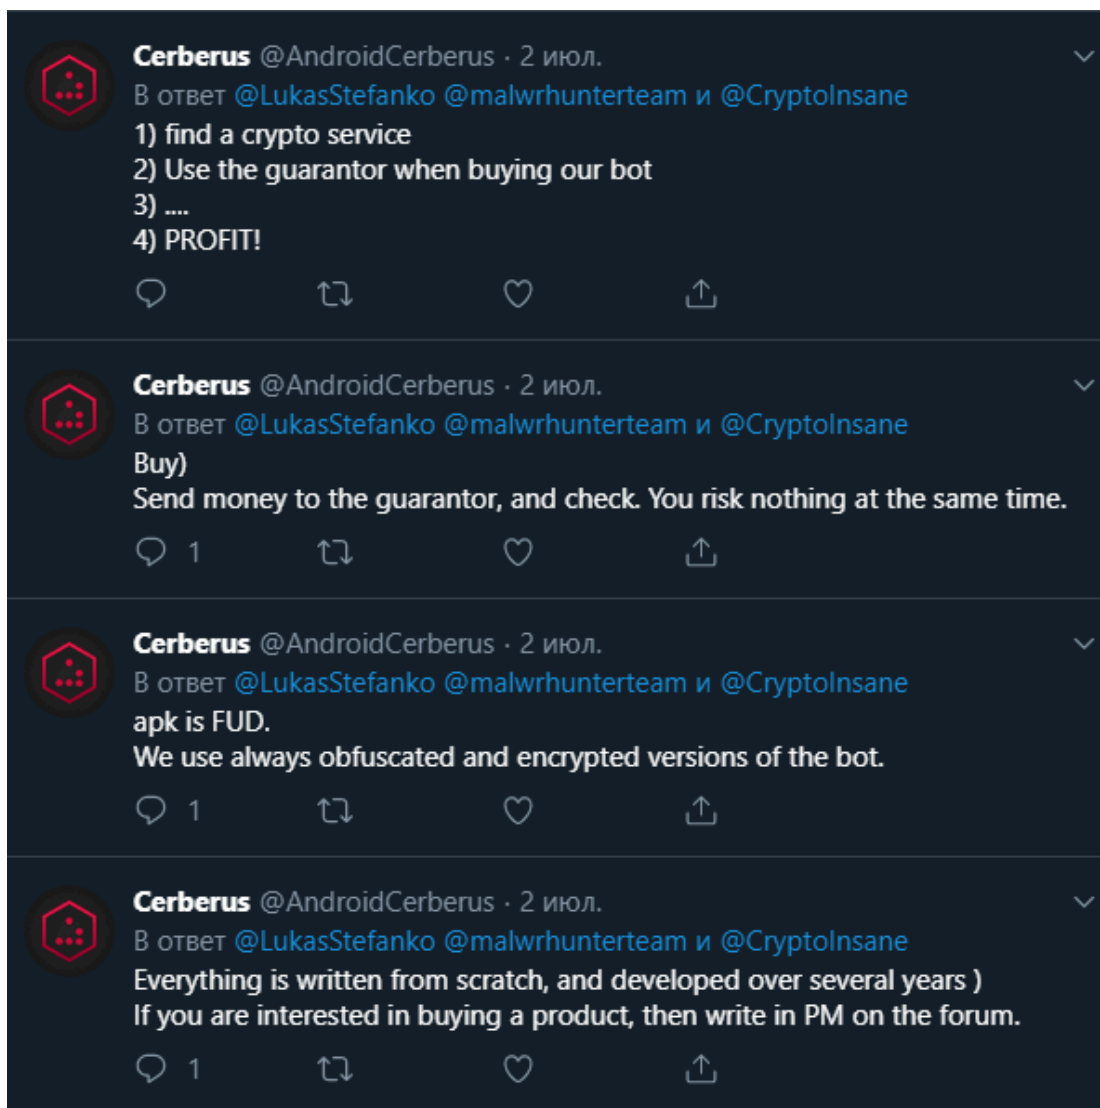 Cerberus @AndroidCerberus · 2 июл.
В ответ @LukasStefanko @malwrhunterteam и @CryptoInsane
1) find a crypto service
2) Use the guarantor when buying our bot
3) ....
4) PROFIT!
Cerberus @AndroidCerberus · 2 июл.
В ответ @LukasStefanko @malwrhunterteam и @CryptoInsane
Buy)
Send money to the guarantor, and check. You risk nothing at the same time.
1
Cerberus @AndroidCerberus · 2 июл.
В ответ @LukasStefanko @malwrhunterteam и @CryptoInsane
apk is FUD.
We use always obfuscated and encrypted versions of the bot.
1
Cerberus @AndroidCerberus · 2 июл.
В ответ @LukasStefanko @malwrhunterteam и @CryptoInsane
Everything is written from scratch, and developed over several years )
If you are interested in buying a product, then write in PM on the forum.
1